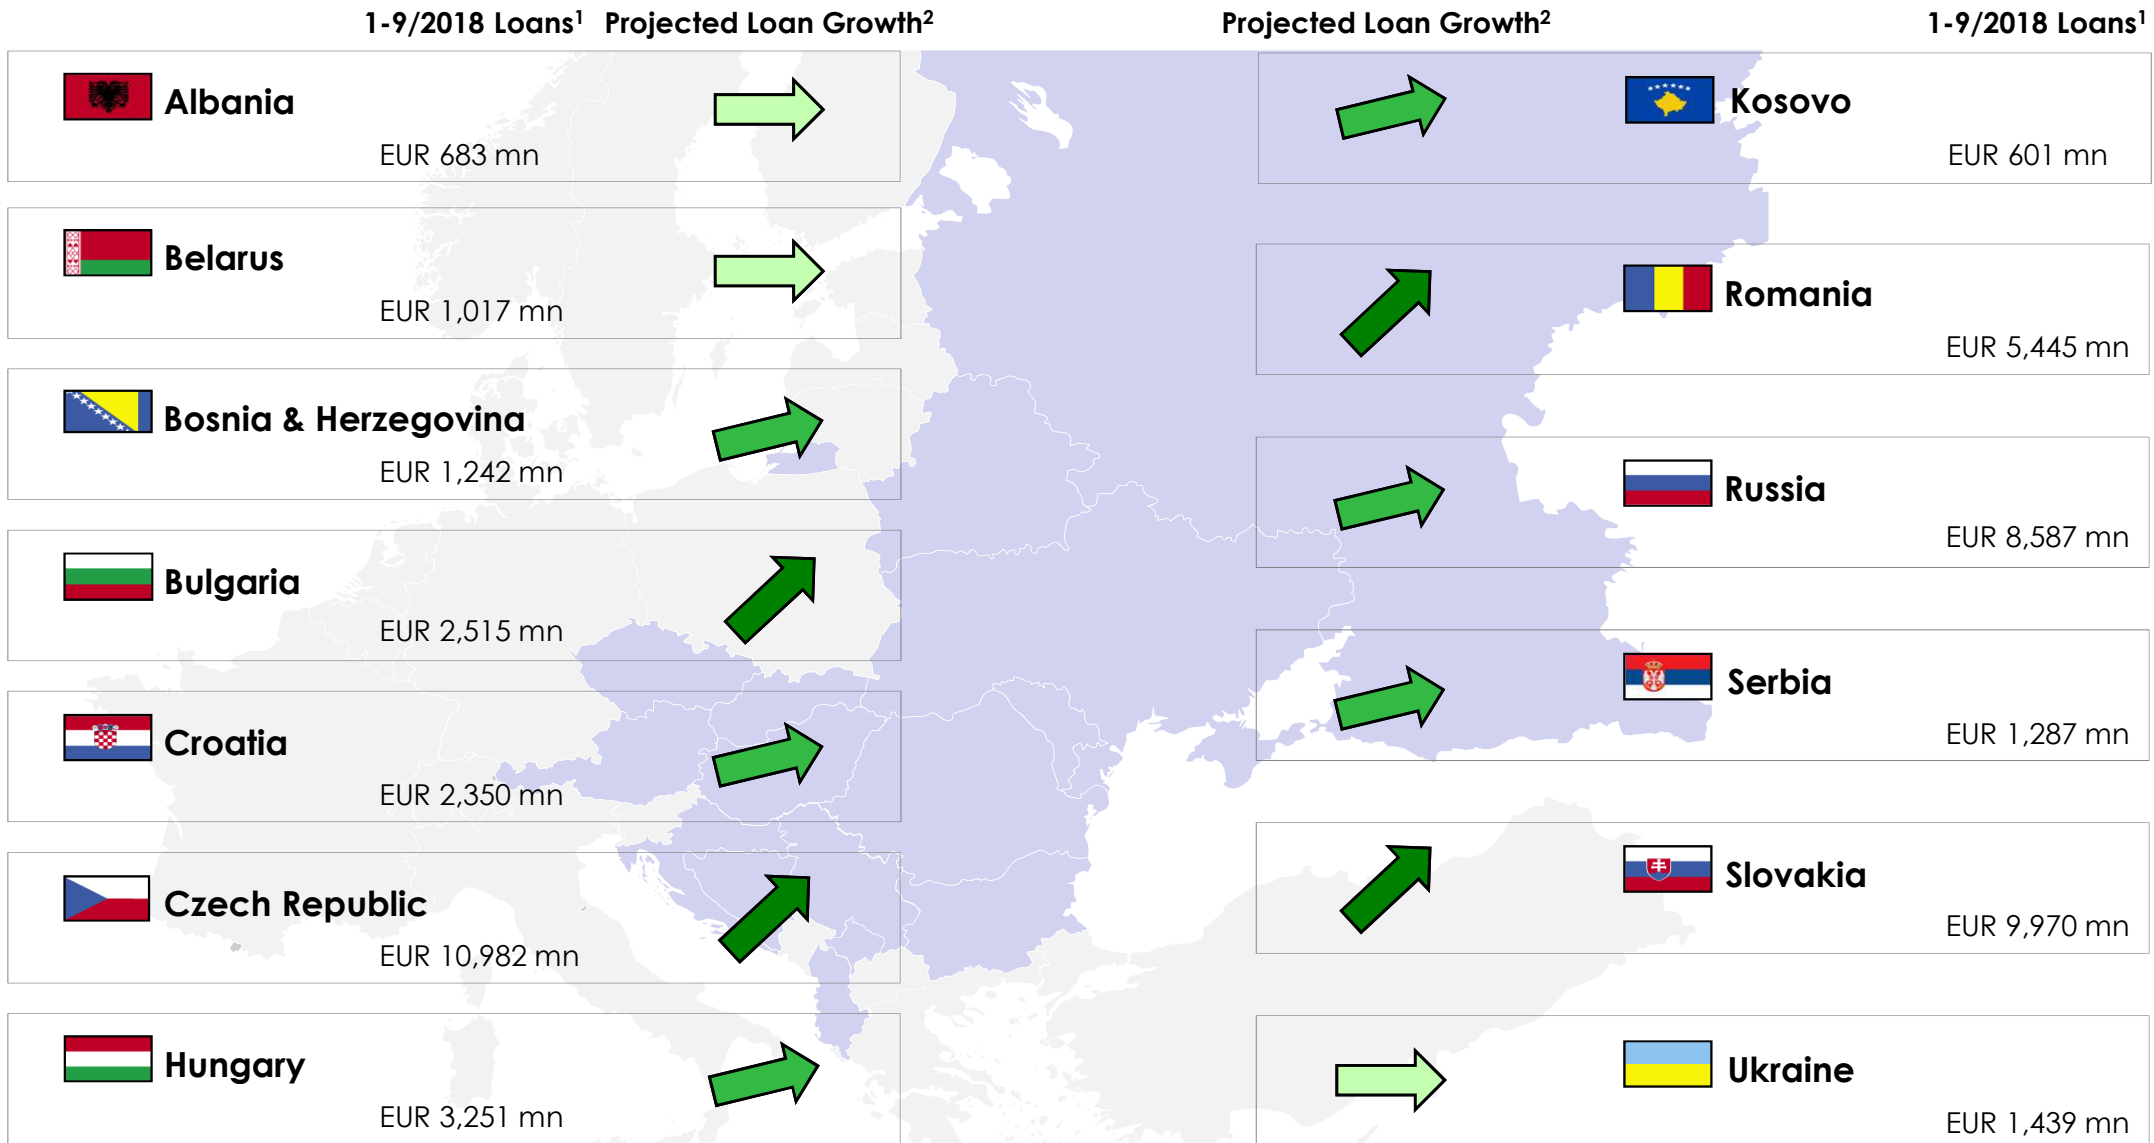 1-9/2018 Loans¹ Projected Loan Growth²
Albania
EUR 683 mn
Belarus
EUR 1,017 mn
Bosnia & Herzegovina
EUR 1,242 mn
Bulgaria
EUR 2,515 mn
Croatia
EUR 2,350 mn
Czech Republic
EUR 10,982 mn
Hungary
EUR 3,251 mn
Projected Loan Growth² 1-9/2018 Loans¹
Kosovo
EUR 601 mn
Romania
EUR 5,445 mn
Russia
EUR 8,587 mn
Serbia
EUR 1,287 mn
Slovakia
EUR 9,970 mn
Ukraine
EUR 1,439 mn